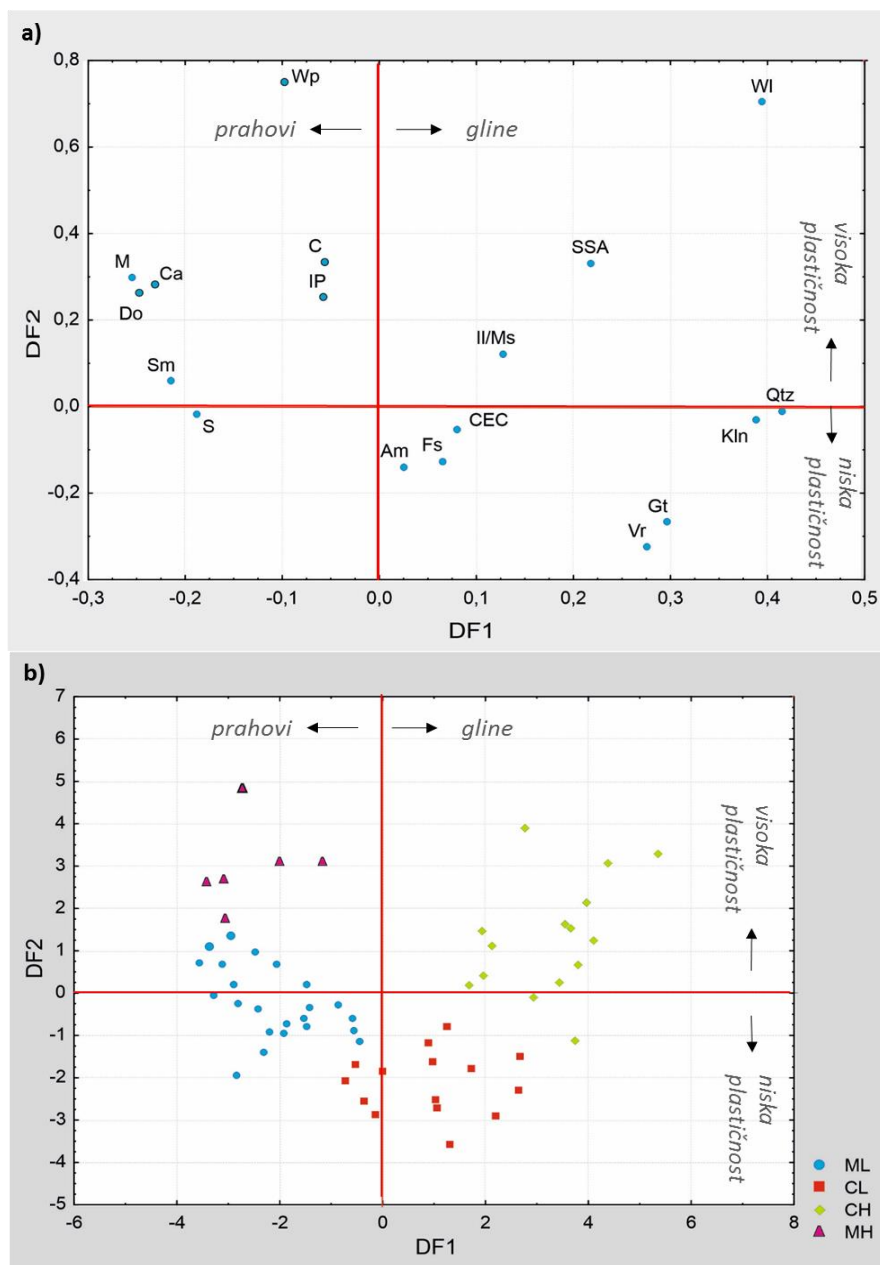 a)
0,8
0,6
0,4
0,2
0,0
-0,2
-0,4
DF2
Wp
Wl
prahovi
gline
SSA
C
IP
M
Ca
Do
Sm
S
Il/Ms
CEC
Am
Fs
Qtz
Kln
Gt
Vr
visoka
plastičnost
niska
plastičnost
-0,3 -0,2 -0,1 0,0 0,1 0,2 0,3 0,4 0,5
DF1
b)
7
6
5
4
3
2
1
0
-1
-2
-3
-4
-5
DF2
prahovi
gline
visoka
plastičnost
niska
plastičnost
-6 -4 -2 0 2 4 6 8
DF1
ML
CL
CH
MH